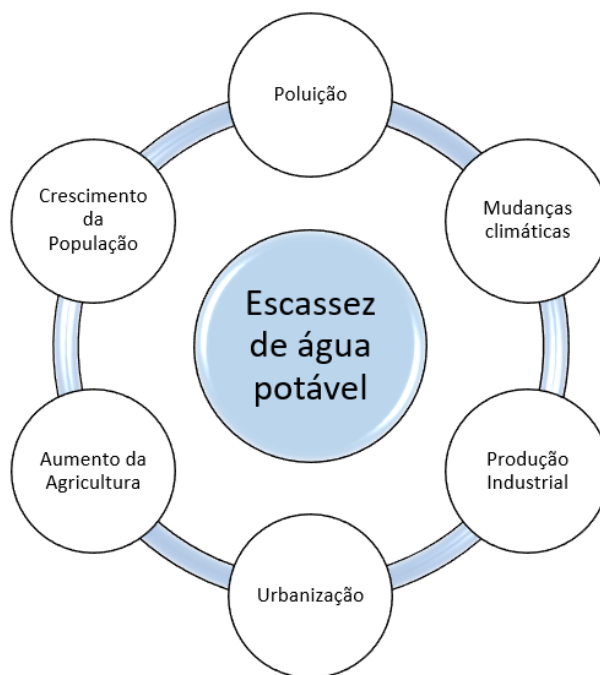 Poluição
Mudanças
climáticas
Produção
Industrial
Urbanização
Aumento da
Agricultura
Crescimento
da
População
Escassez
de água
potável